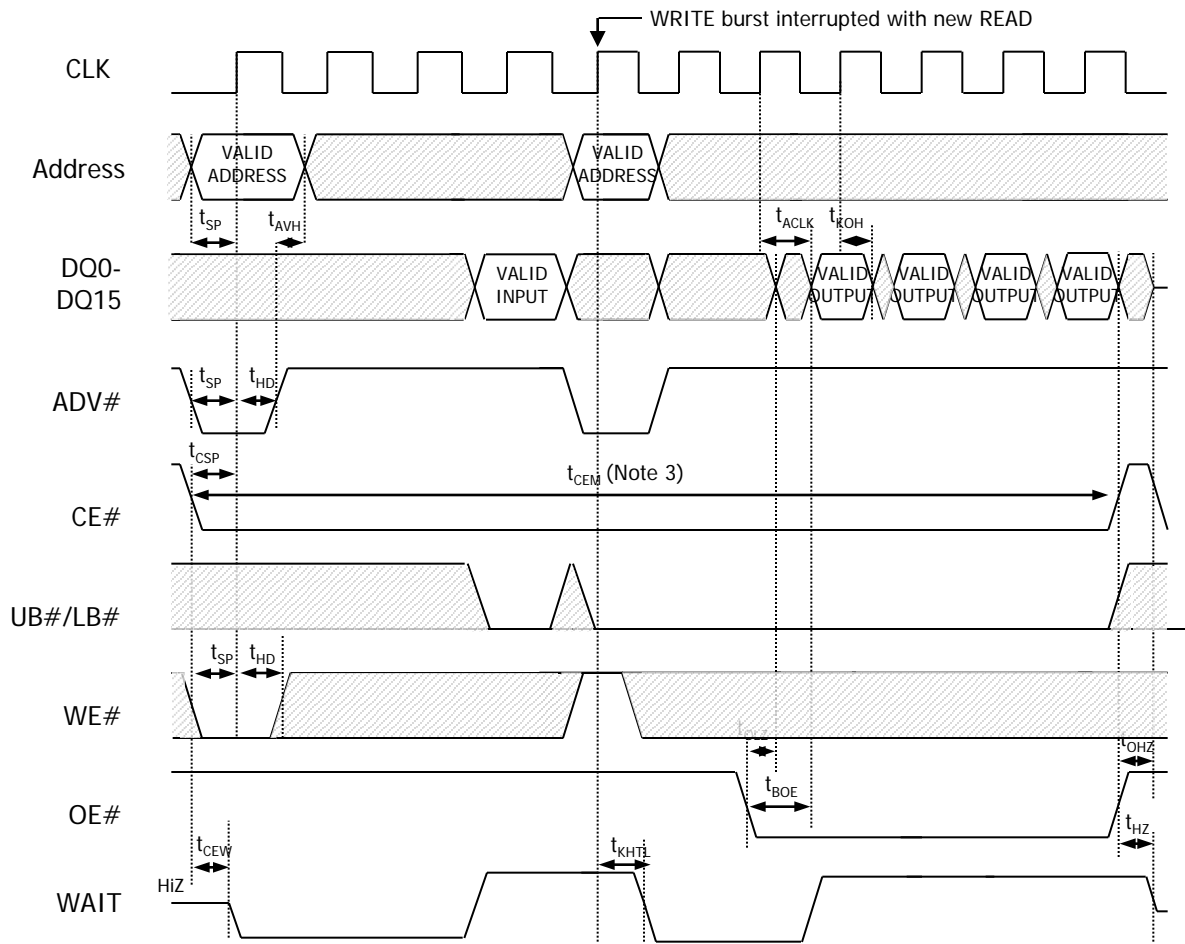 WRITE burst interrupted with new READ
CLK
Address
VALID
ADDRESS
VALID
ADDRESS
tSP
tAVH
tACLK
tKOH
DQ0-
DQ15
VALID
INPUT
VALID
OUTPUT
VALID
OUTPUT
VALID
OUTPUT
VALID
OUTPUT
ADV#
tSP
tHD
tCSP
CE#
tCEM (Note 3)
UB#/LB#
tSP
tHD
WE#
tOLZ
tOHZ
OE#
tBOE
tCEW
tKHTL
tHZ
HiZ
WAIT